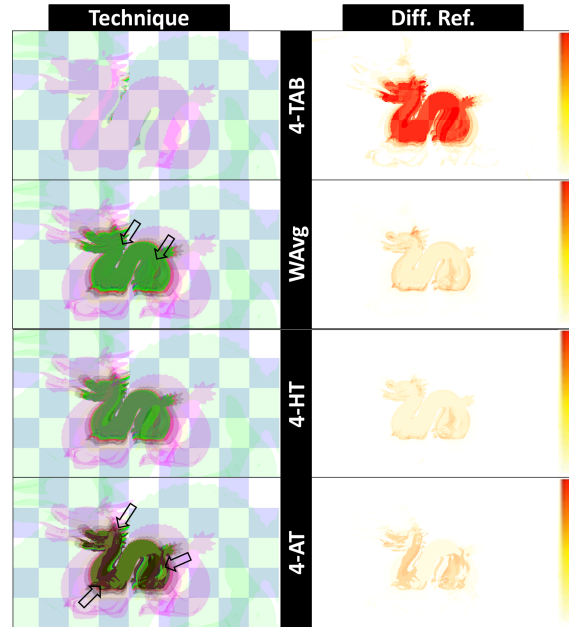 Technique
Diff. Ref.
4-TAB
WAvg
4-HT
4-AT